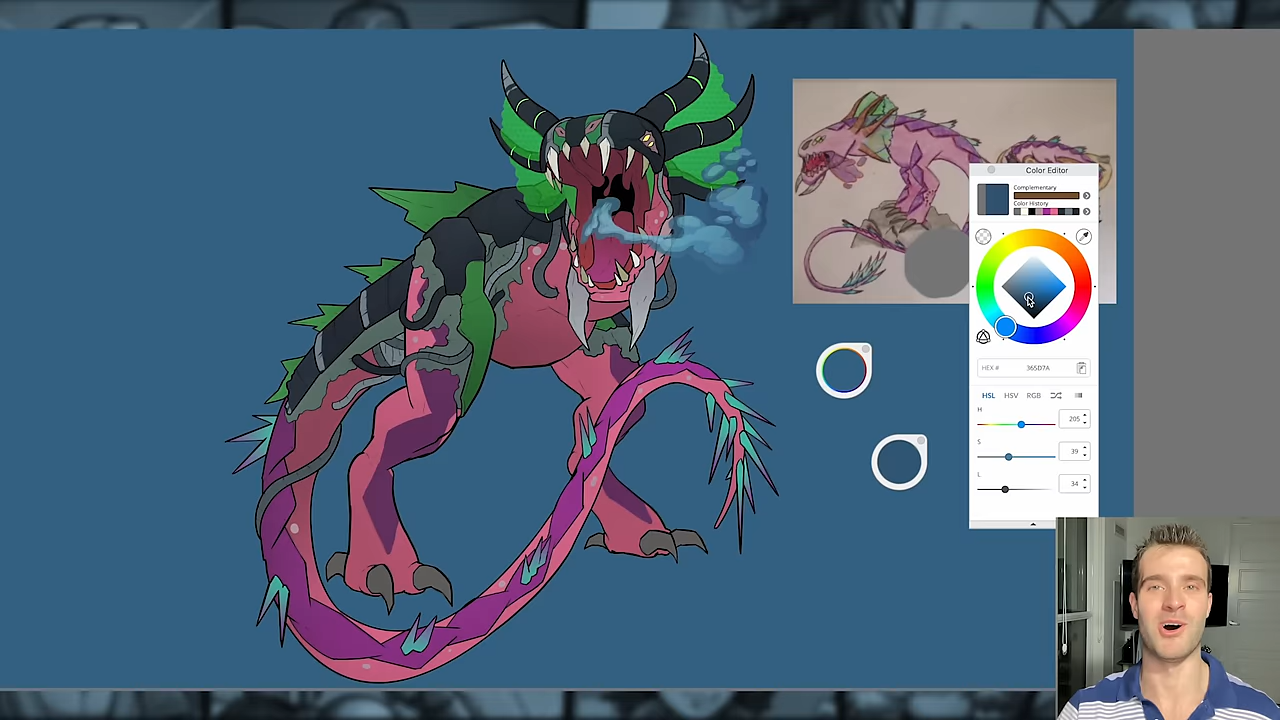 Color Editor
Complementary
Color History
HEX # 365D7A
HSL HSV RGB
H 205
S 39
L 34